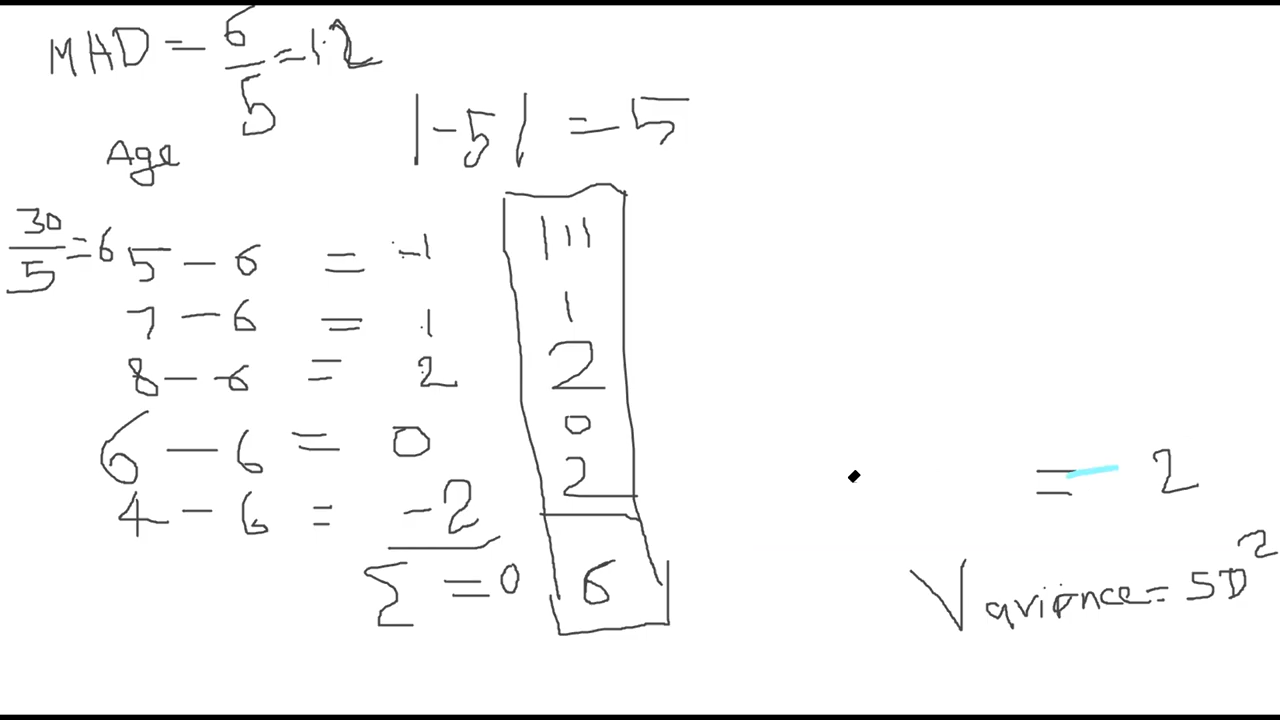 MAD = 6/5 = 1.2
|-5| = 5
Age
30/5 = 6
5 - 6 = -1 |1|
7 - 6 = 1 1
8 - 6 = 2 2
6 - 6 = 0 0
4 - 6 = -2 2
Σ = 0 6
= 2
Variance = SD²